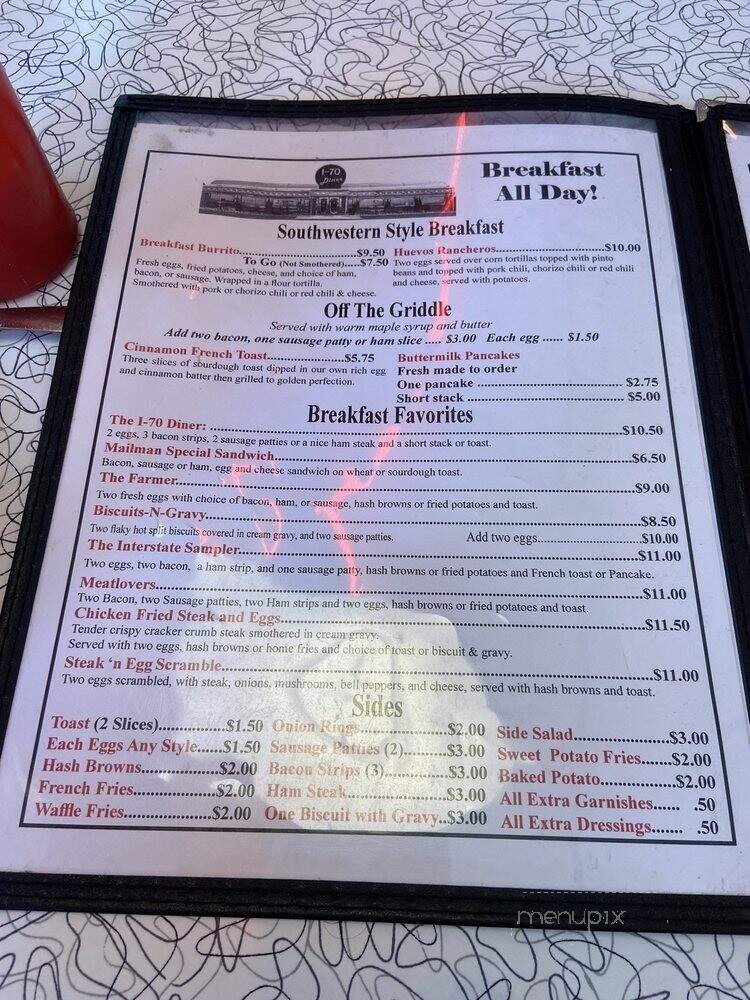 I-70
Diner
Breakfast
All Day!
Southwestern Style Breakfast
Breakfast Burrito..................................$9.50
To Go (Not Smothered).....$7.50
Fresh eggs, fried potatoes, cheese, and choice of ham,
bacon, or sausage. Wrapped in a flour tortilla.
Smothered with pork or chorizo chili or red chili & cheese.
Huevos Rancheros................................$10.00
Two eggs served over corn tortillas topped with pinto
beans and topped with pork chili, chorizo chili or red chili
and cheese, served with potatoes.
Off The Griddle
Served with warm maple syrup and butter
Add two bacon, one sausage patty or ham slice ..... $3.00 Each egg ...... $1.50
Cinnamon French Toast..................$5.75
Three slices of sourdough toast dipped in our own rich egg
and cinnamon batter then grilled to golden perfection.
Buttermilk Pancakes
Fresh made to order
One pancake .................................... $2.75
Short stack ........................................ $5.00
Breakfast Favorites
The I-70 Diner: ....................................................................$10.50
2 eggs, 3 bacon strips, 2 sausage patties or a nice ham steak and a short stack or toast.
Mailman Special Sandwich..........................................................$6.50
Bacon, sausage or ham, egg and cheese sandwich on wheat or sourdough toast.
The Farmer..........................................................................$9.00
Two fresh eggs with choice of bacon, ham, or sausage, hash browns or fried potatoes and toast.
Biscuits-N-Gravy....................................................................$8.50
Two flaky hot split biscuits covered in cream gravy, and two sausage patties. Add two eggs..........................$10.00
The Interstate Sampler..............................................................$11.00
Two eggs, two bacon, a ham strip, and one sausage patty, hash browns or fried potatoes and French toast or Pancake.
Meatlovers..........................................................................$11.00
Two Bacon, two Sausage patties, two Ham strips and two eggs, hash browns or fried potatoes and toast.
Chicken Fried Steak and Eggs........................................................$11.50
Tender crispy cracker crumb steak smothered in cream gravy.
Served with two eggs, hash browns or home fries and choice of toast or biscuit & gravy.
Steak ‘n Egg Scramble...............................................................$11.00
Two eggs scrambled, with steak, onions, mushrooms, bell peppers, and cheese, served with hash browns and toast.
Sides
Toast (2 Slices)..............$1.50
Each Eggs Any Style......$1.50
Hash Browns................$2.00
French Fries.................$2.00
Waffle Fries...................$2.00
Onion Rings.....................$2.00
Sausage Patties (2)...........$3.00
Bacon Strips (3)................$3.00
Ham Steak.......................$3.00
One Biscuit with Gravy..$3.00
Side Salad......................$3.00
Sweet Potato Fries......$2.00
Baked Potato................$2.00
All Extra Garnishes...... .50
All Extra Dressings....... .50
menupix